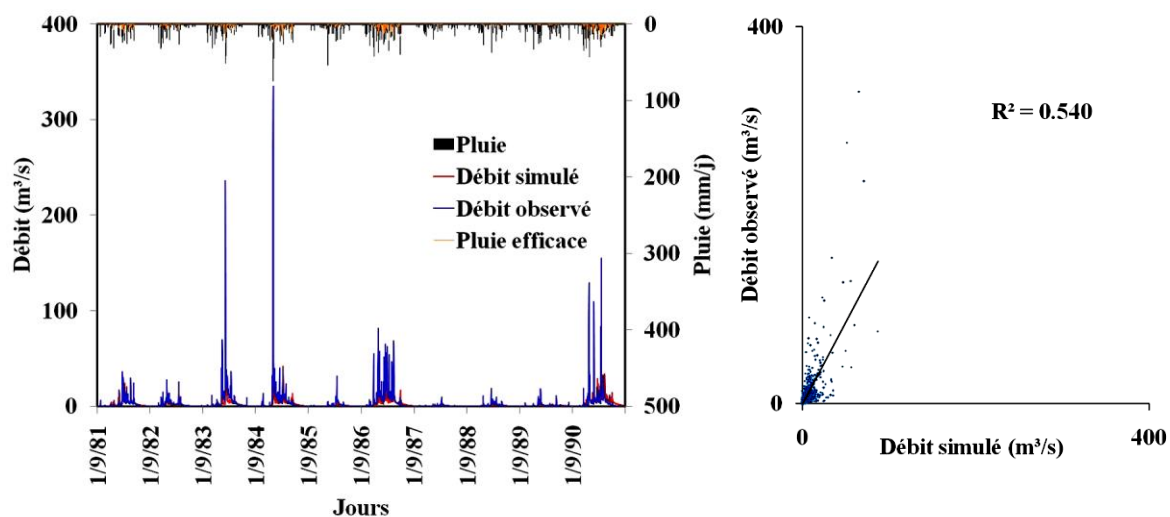 400
300
200
100
0
Débit (m³/s)
0
100
200
300
400
500
Pluie (mm/j)
Pluie
Débit simulé
Débit observé
Pluie efficace
1/9/81
1/9/82
1/9/83
1/9/84
1/9/85
1/9/86
1/9/87
1/9/88
1/9/89
1/9/90
Jours
400
0
Débit observé (m³/s)
R² = 0.540
0
400
Débit simulé (m³/s)